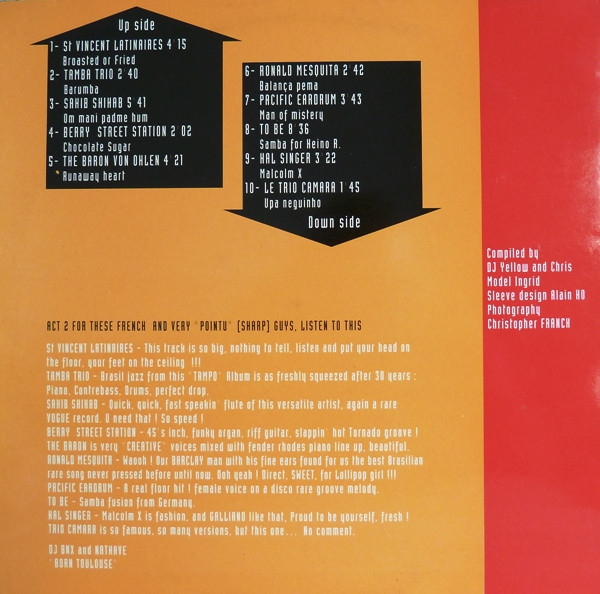 Up side
1- St VINCENT LATINAIRES 4'15
Broasted or Fried
2- TAMBA TRIO 2'40
Barumba
3- SAHIB SHIHAB 5'41
Om mani padme hum
4- BERRY STREET STATION 2'02
Chocolate Sugar
5- THE BARON VON OHLEN 4'21
*Runaway heart
6- RONALD MESQUITA 2'42
Balança pema
7- PACIFIC EARDRUM 3'43
Man of mistery
8- TO BE 8'36
Samba for Heino R.
9- HAL SINGER 3'22
Malcolm X
10- LE TRIO CAMARA 1'45
Upa neguinho
Down side
Compiled by
DJ Yellow and Chris
Model Ingrid
Sleeve design Alain HO
Photography
Christopher FRANCK
ACT 2 FOR THESE FRENCH AND VERY "POINTU" [SHARP] GUYS, LISTEN TO THIS
St VINCENT LATINAIRES - This track is so big, nothing to tell, listen and put your head on
the floor, your feet on the ceiling !!!
TAMBA TRIO - Brasil jazz from this "TAMPO" Album is as freshly squeezed after 30 years :
Piano, Contrebass, Drums, perfect drop.
SAHIB SHIHAB - Quick, quick, fast speakin' flute of this versatile artist, again a rare
VOGUE record. U need that ! So speed !
BERRY STREET STATION - 45's inch, funky organ, riff guitar, slappin' hot Tornado groove !
THE BARON is very "CREATIVE" voices mixed with fender rhodes piano line up, beautiful.
RONALD MESQUITA - Waooh ! Our BARCLAY man with his fine ears found for us the best Brasilian
rare song never pressed before until now. Ooh yeah ! Direct, SWEET, for Lollipop girl !!!
PACIFIC EARDRUM - A real floor hit ! female voice on a disco rare groove melody.
TO BE - Samba fusion from Germany.
HAL SINGER - Malcolm X is fashion, and GALLIANO like that, Proud to be yourself, fresh !
TRIO CAMARA is so famous, so many versions, but this one... No comment.
DJ BNX and NATHAVE
"BORN TOULOUSE"